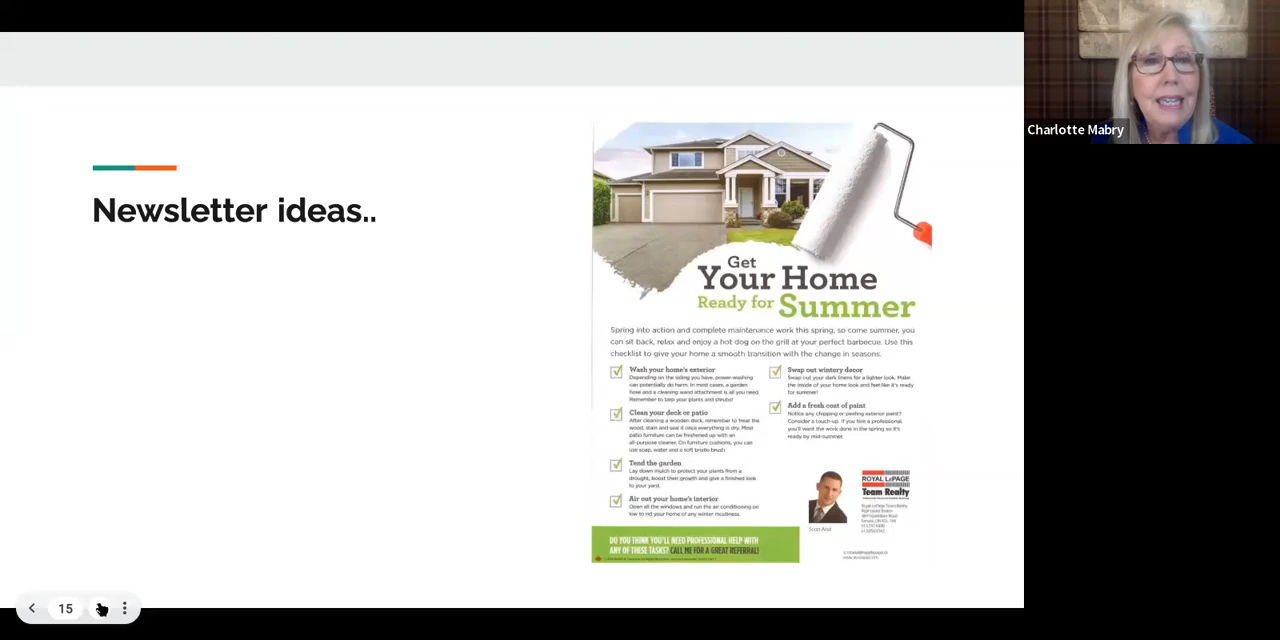 Charlotte Mabry
Newsletter ideas..
Get
Your Home
Ready for Summer
Spring into action and complete maintenance work this spring, so come summer, you
can sit back, relax and enjoy a hot dog on the grill at your perfect barbecue. Use this
checklist to give your home a smooth transition with the change in seasons.
Wash your home's exterior
Depending on the siding you have, power-washing
can potentially do harm. In most cases, a garden
hose and a cleaning wand attachment is all you need.
Remember to keep your plants and shrubs!
Clean your deck or patio
After cleaning a wooden deck, remember to treat the
wood, stain and seal it once everything is dry. Most
patio furniture can be freshened up with an
all-purpose cleaner. On furniture cushions, you can
use soap, water and a soft bristle brush.
Tend the garden
Lay down mulch to protect your plants from a
drought, boost their growth and give a finished look
to your yard.
Air out your home's interior
Open all the windows and run the air conditioning on
low to rid your home of any winter mustiness.
Swap out wintery decor
Swap out your dark linens for a lighter look. Make
the inside of your home look and feel like it's ready
for summer!
Add a fresh coat of paint
Notice any chipping or peeling exterior paint?
Consider a touch-up. If you hire a professional,
you'll want the work done in the spring so it's
ready by mid-summer.
ROYAL LEPAGE
Team Realty
Royal LePage Team Realty
DO YOU THINK YOU'LL NEED PROFESSIONAL HELP WITH
ANY OF THESE TASKS? CALL ME FOR A GREAT REFERRAL!
15